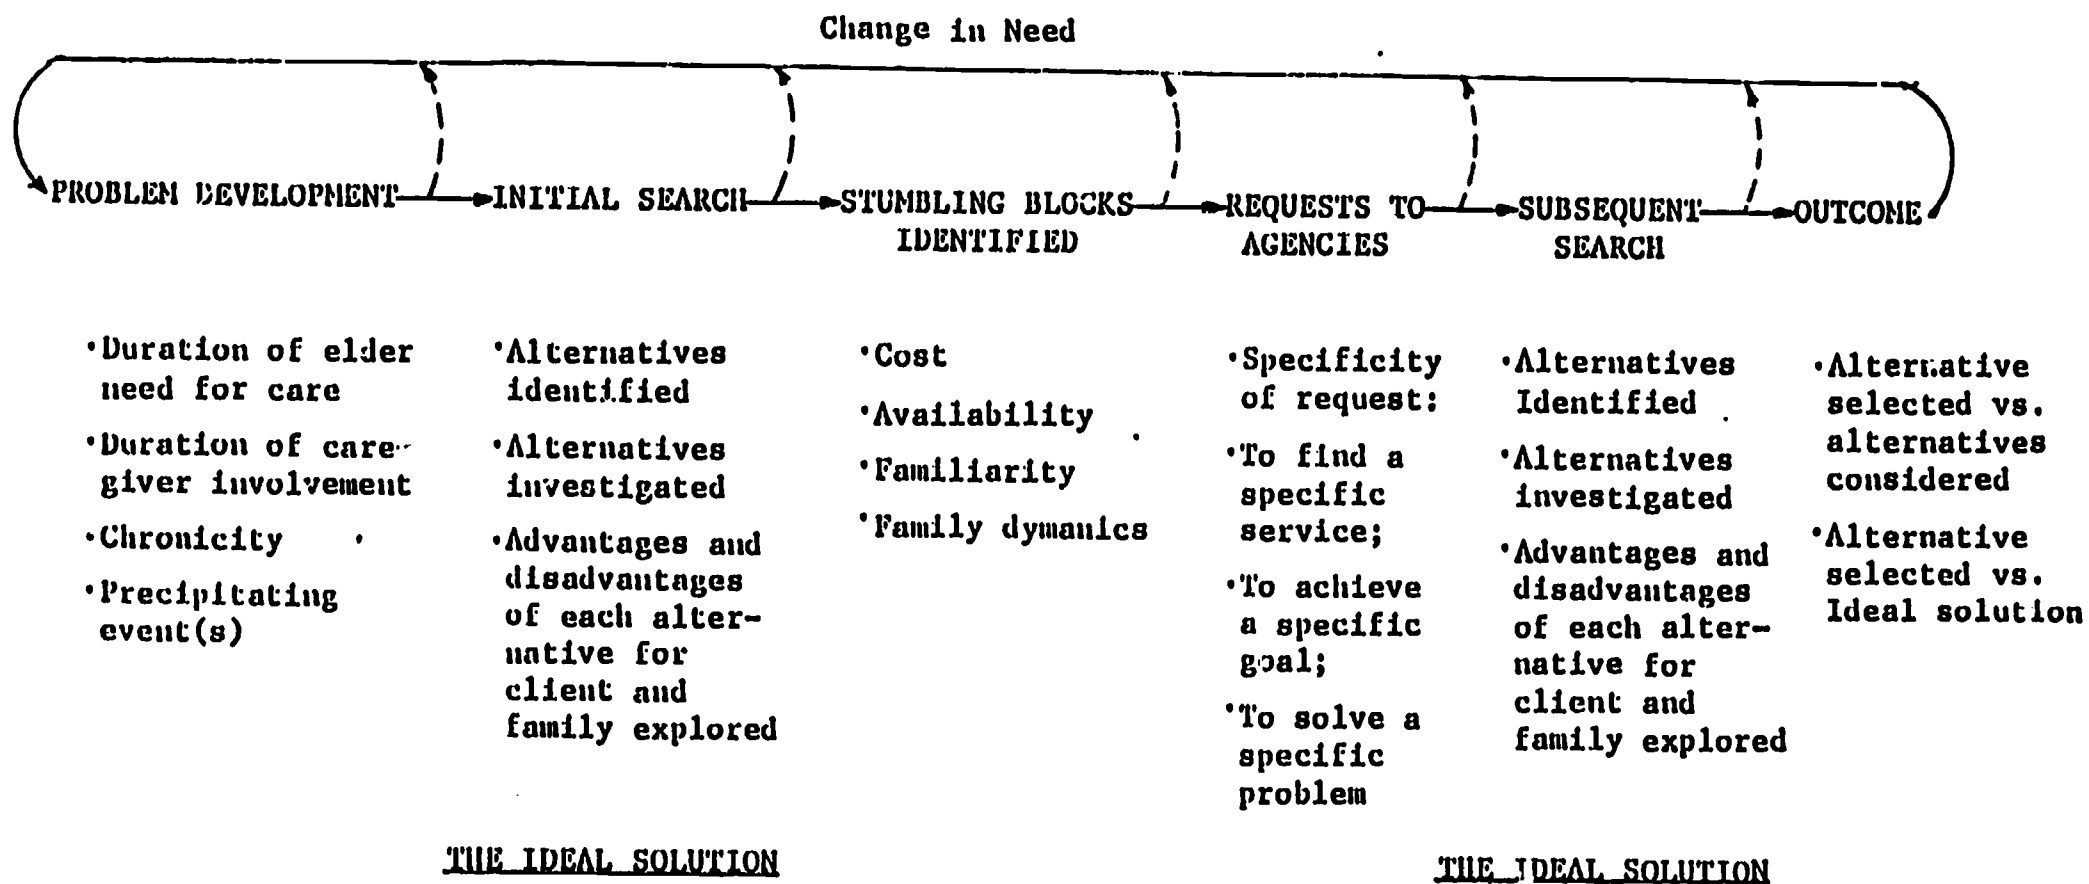 Change in Need
PROBLEM DEVELOPMENT
INITIAL SEARCH
STUMBLING BLOCKS
IDENTIFIED
REQUESTS TO
AGENCIES
SUBSEQUENT
SEARCH
OUTCOME
·Duration of elder
need for care
·Duration of care-
giver involvement
·Chronicity
·Precipitating
event(s)
·Alternatives
identified
·Alternatives
investigated
·Advantages and
disadvantages
of each alter-
native for
client and
family explored
·Cost
·Availability
·Familiarity
·Family dymanics
·Specificity
of request:
·To find a
specific
service;
·To achieve
a specific
goal;
·To solve a
specific
problem
·Alternatives
Identified
·Alternatives
investigated
·Advantages and
disadvantages
of each alter-
native for
client and
family explored
·Alternative
selected vs.
alternatives
considered
·Alternative
selected vs.
Ideal solution
THE IDEAL SOLUTION
THE IDEAL SOLUTION